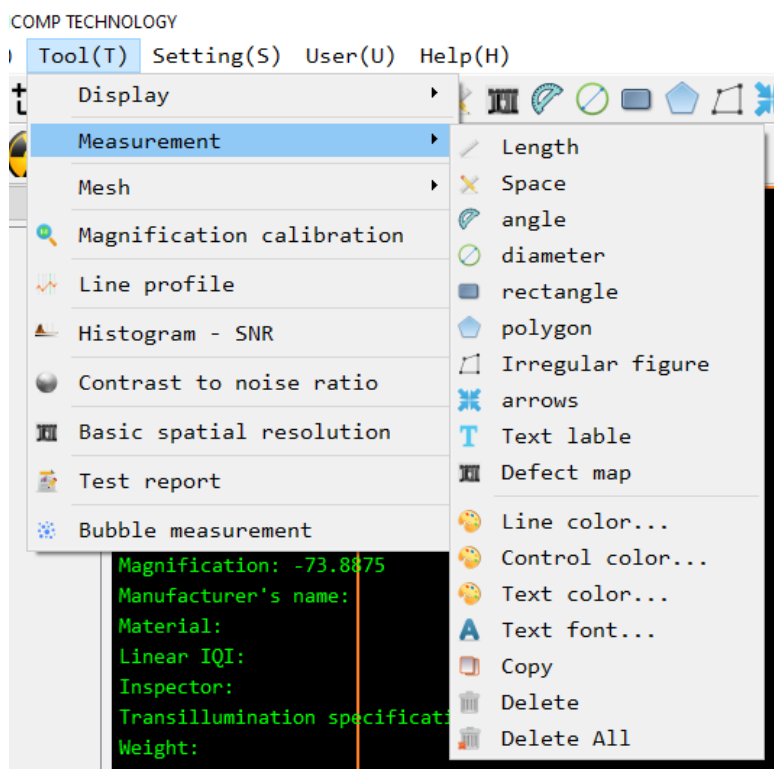 COMP TECHNOLOGY
) Tool(T) Setting(S) User(U) Help(H)
Display
Measurement
Mesh
Magnification calibration
Line profile
Histogram - SNR
Contrast to noise ratio
Basic spatial resolution
Test report
Bubble measurement
Length
Space
angle
diameter
rectangle
polygon
Irregular figure
arrows
T Text lable
Defect map
Line color...
Control color...
Text color...
A Text font...
Copy
Delete
Delete All
Magnification: -73.8875
Manufacturer's name:
Material:
Linear IQI:
Inspector:
Transillumination specificati
Weight: